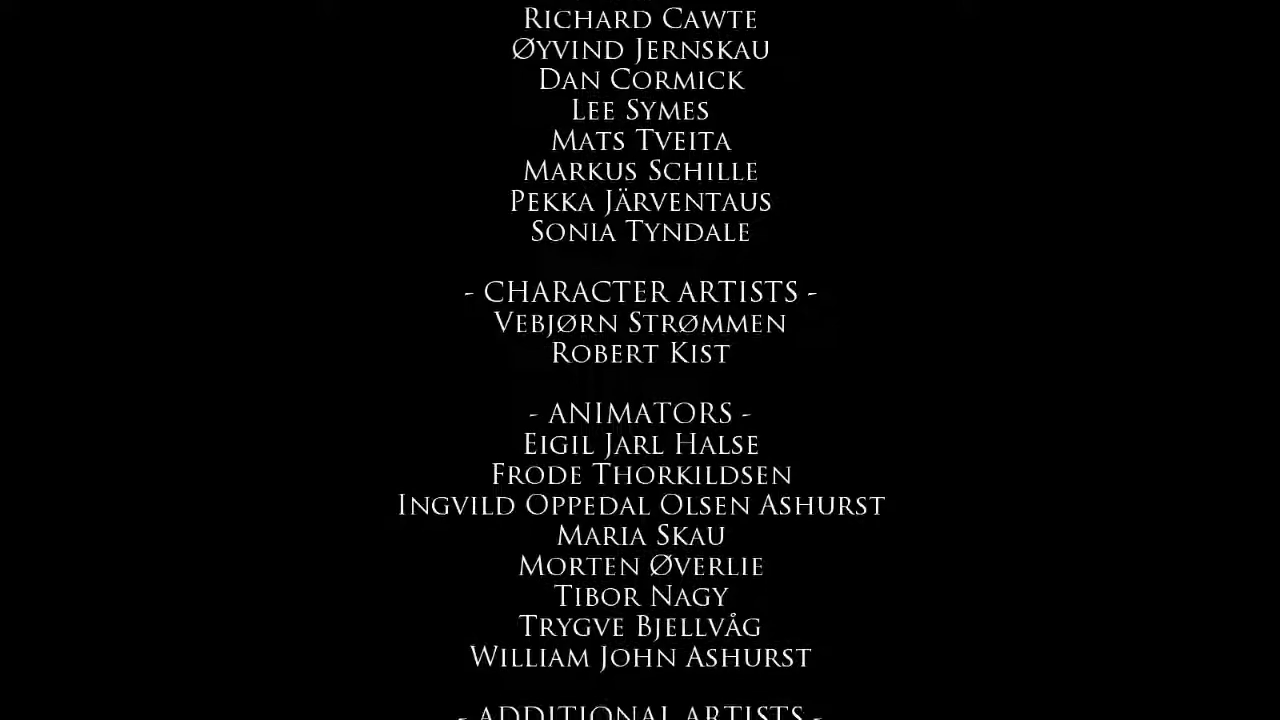 Richard Cawte
Øyvind Jernskau
Dan Cormick
Lee Symes
Mats Tveita
Markus Schille
Pekka Järventaus
Sonia Tyndale
- CHARACTER ARTISTS -
Vebjørn Strømmen
Robert Kist
- ANIMATORS -
Eigil Jarl Halse
Frode Thorkildsen
Ingvild Oppedal Olsen Ashurst
Maria Skau
Morten Øverlie
Tibor Nagy
Trygve Bjellvåg
William John Ashurst
- ADDITIONAL ARTISTS -